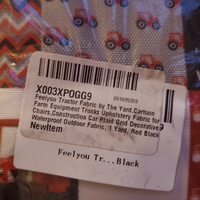 X003XPOGG9
Feelyou Tractor Fabric by The Yard,Cartoon
Farm Equipment Trucks Upholstery Fabric for
Chairs,Construction Car Plaid Grid Decorative
Waterproof Outdoor Fabric, 1 Yard, Red Black
NewItem
Feelyou Tr...Black